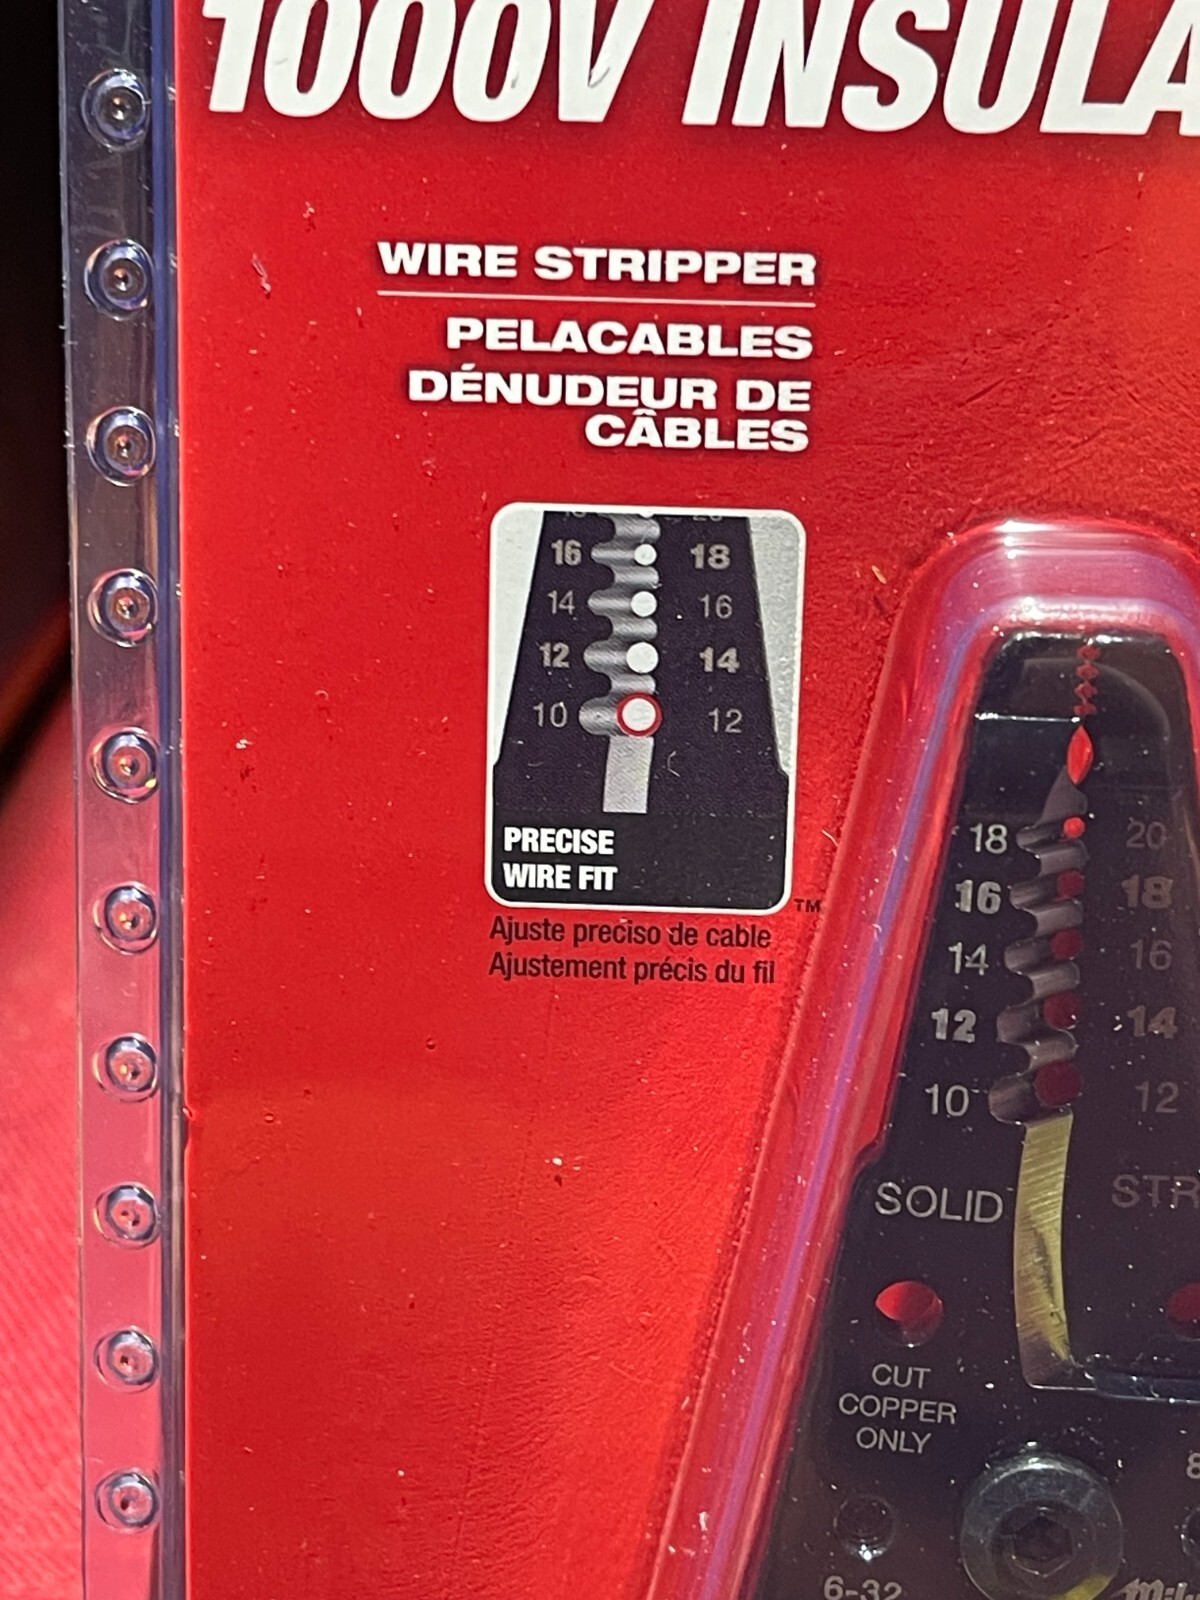 1000V INSULA
WIRE STRIPPER
PELACABLES
DÉNUDEUR DE
CÂBLES
16 18
14 16
12 14
10 12
PRECISE
WIRE FIT
TM
Ajuste preciso de cable
Ajustement précis du fil
18 20
16 18
14 16
12 14
10 12
SOLID STR
CUT
COPPER
ONLY
8
6-32